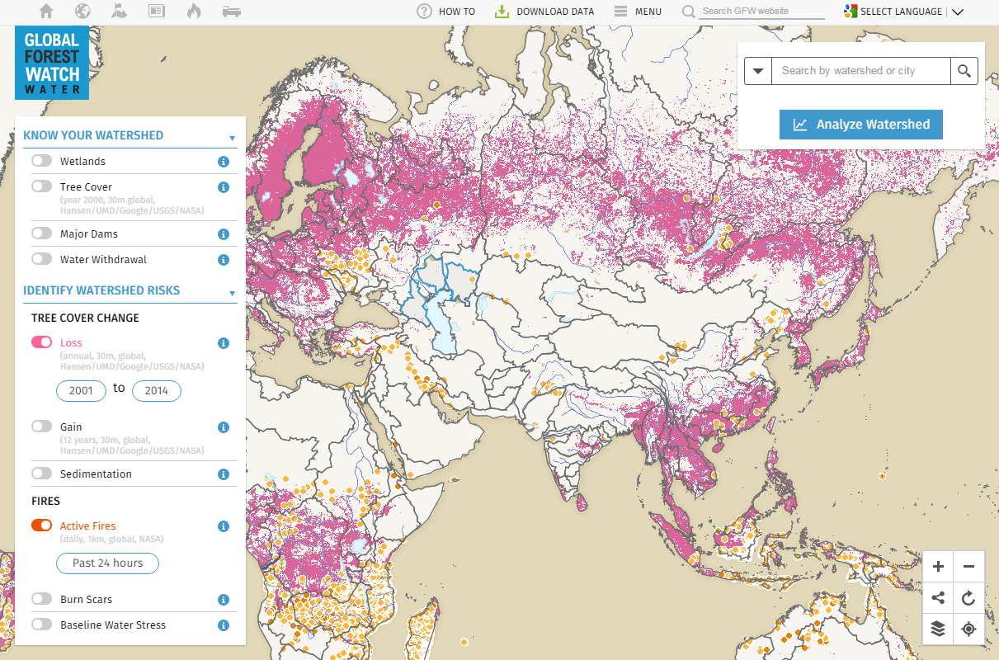 HOW TO
DOWNLOAD DATA
MENU
Search GFW website
SELECT LANGUAGE
GLOBAL
FOREST
WATCH
WATER
Search by watershed or city
Analyze Watershed
KNOW YOUR WATERSHED
Wetlands
Tree Cover
(year 2000, 30m global,
Hansen/UMD/Google/USGS/NASA)
Major Dams
Water Withdrawal
IDENTIFY WATERSHED RISKS
TREE COVER CHANGE
Loss
(annual, 30m, global,
Hansen/UMD/Google/USGS/NASA)
2001 to 2014
Gain
(12 years, 30m, global,
Hansen/UMD/Google/USGS/NASA)
Sedimentation
FIRES
Active Fires
(daily, 1km, global, NASA)
Past 24 hours
Burn Scars
Baseline Water Stress